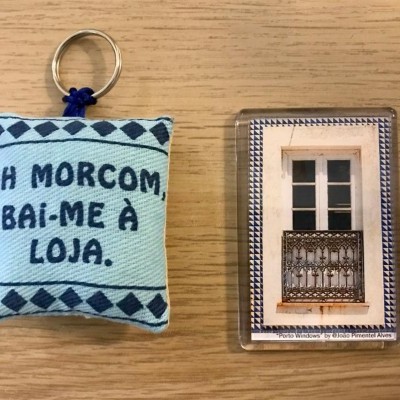 H MORCOM,
BAI-ME À
LOJA.
"Porto Windows" by @João Pimentel Alves